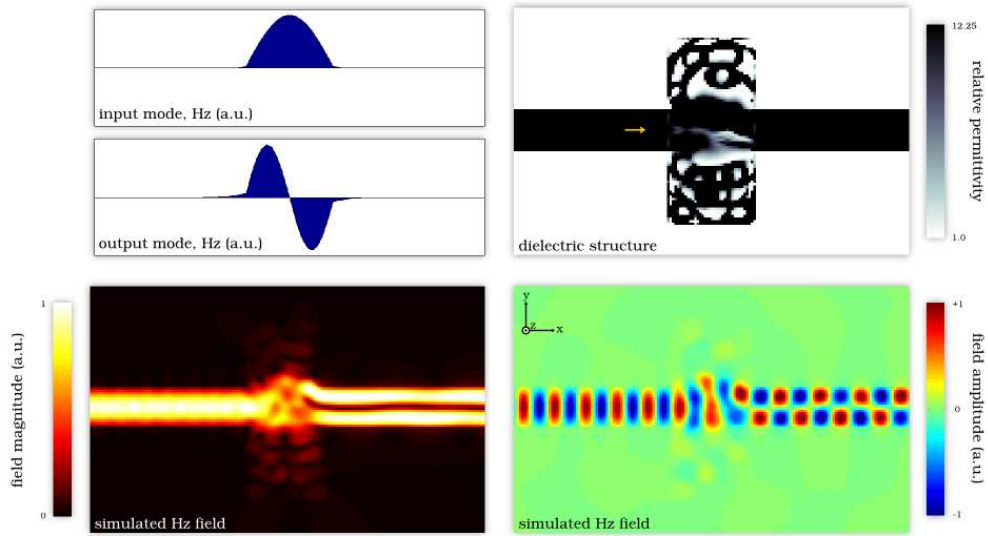 input mode, Hz (a.u.)
output mode, Hz (a.u.)
dielectric structure
12.25
relative permittivity
1.0
1
field magnitude (a.u.)
0
simulated Hz field
y
z
x
simulated Hz field
+1
0
field amplitude (a.u.)
-1